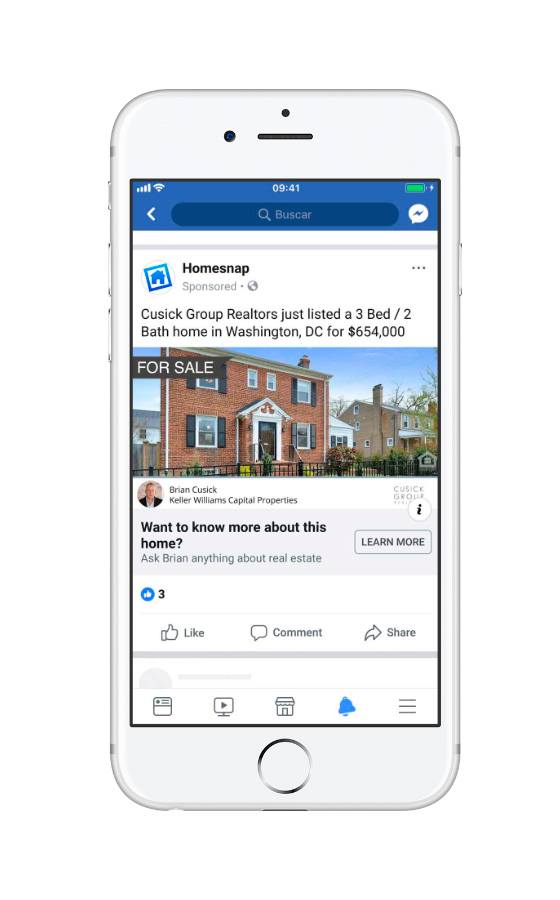 09:41
Buscar
Homesnap
Sponsored ·
Cusick Group Realtors just listed a 3 Bed / 2
Bath home in Washington, DC for $654,000
FOR SALE
Brian Cusick
Keller Williams Capital Properties
CUSICK
GROUP
i
Want to know more about this
home?
LEARN MORE
Ask Brian anything about real estate
3
Like
Comment
Share